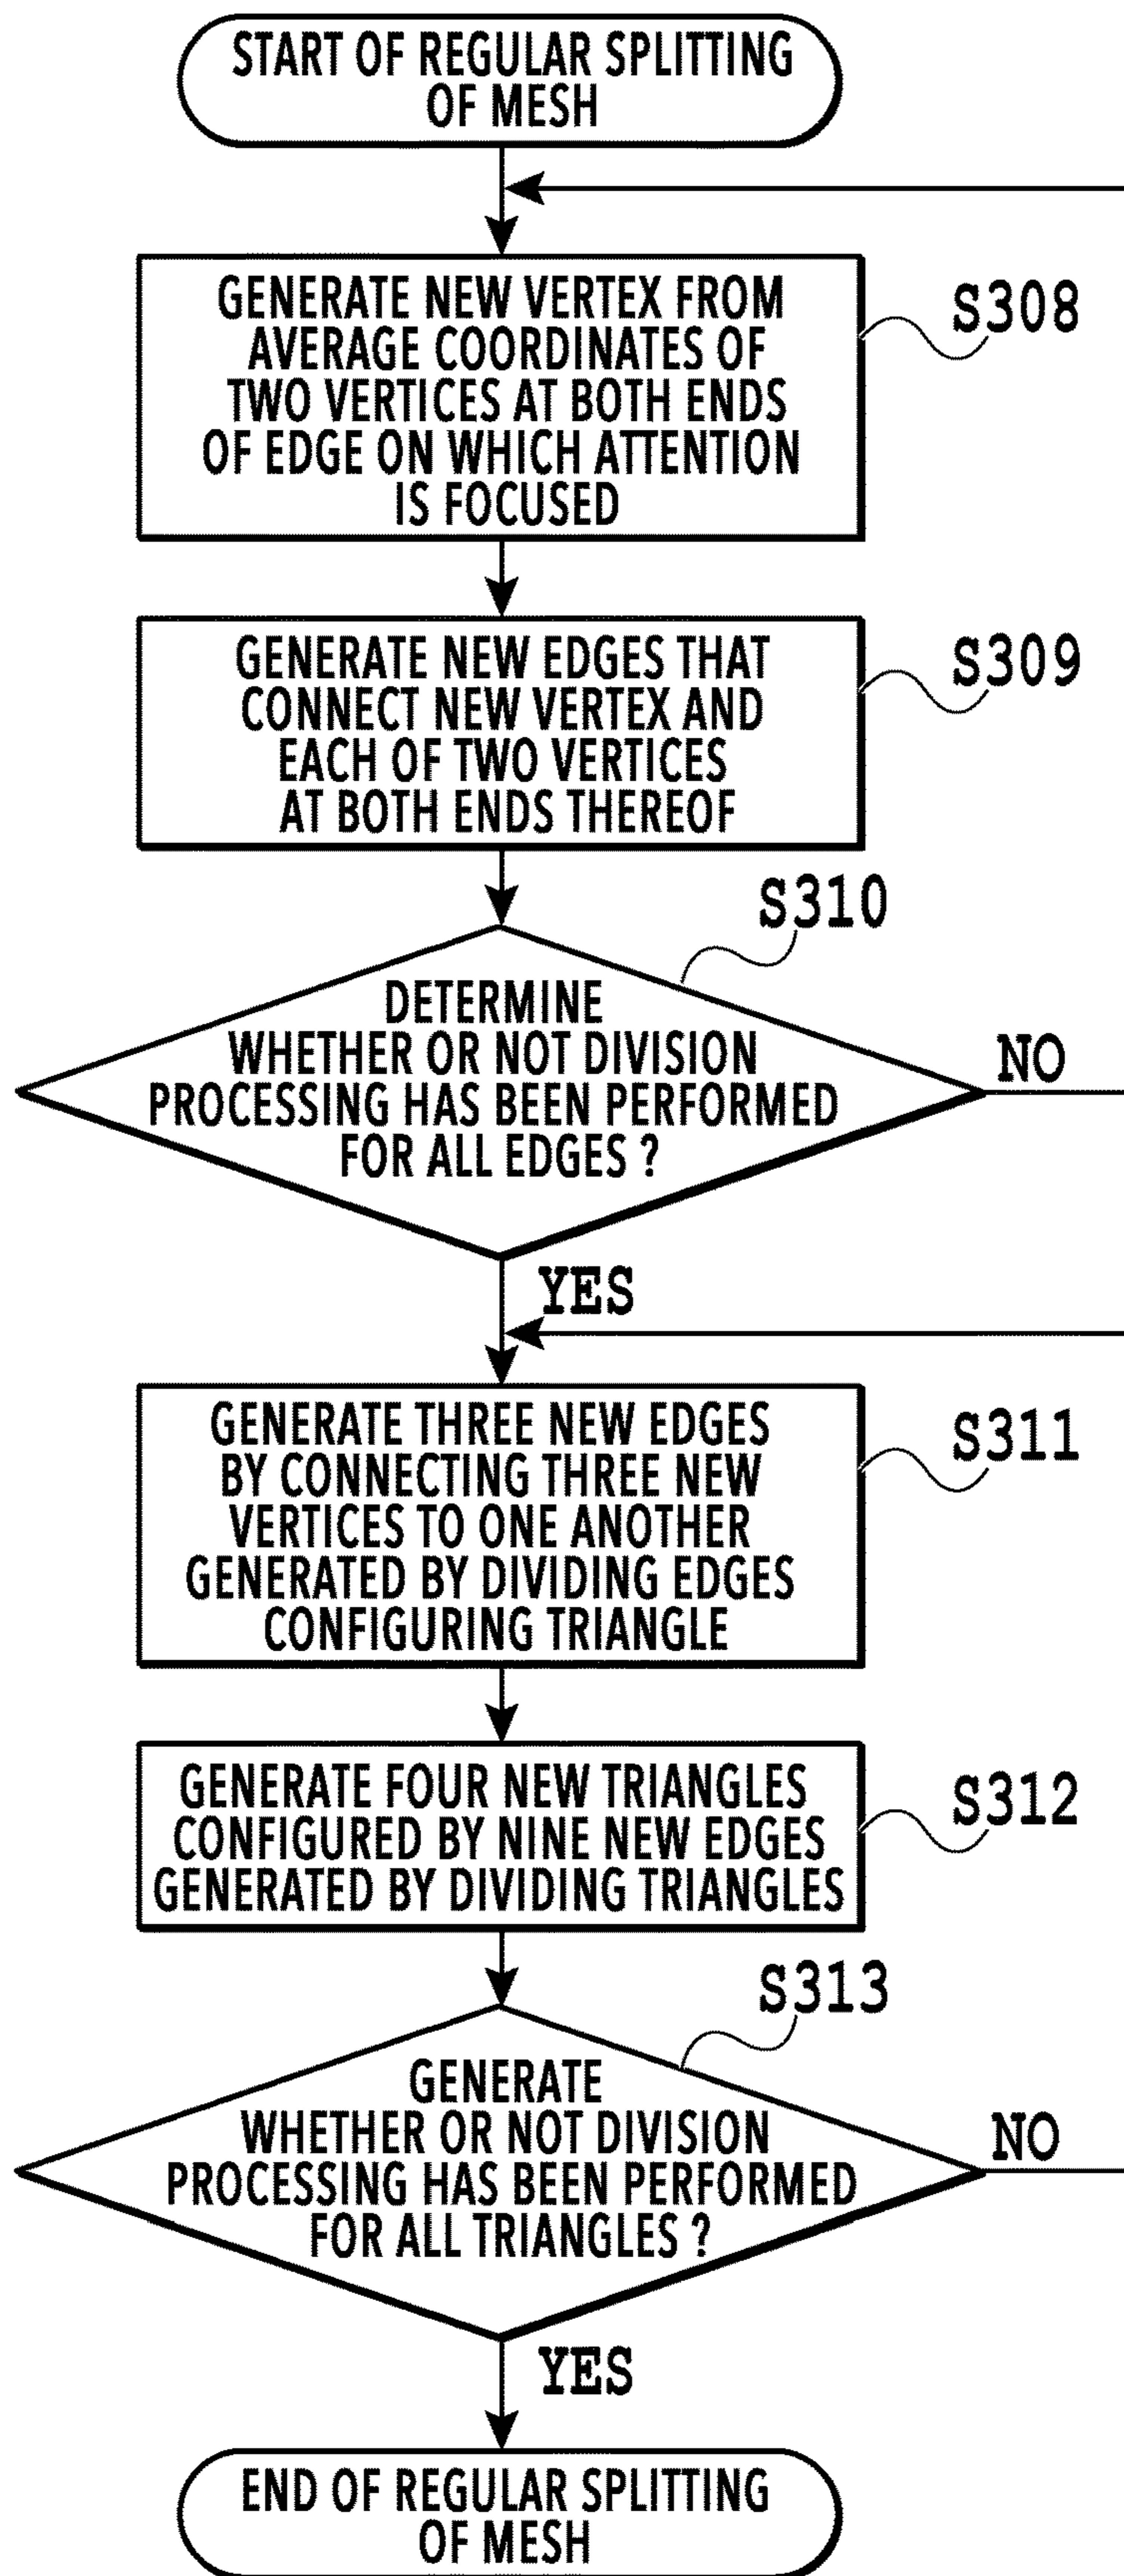 START OF REGULAR SPLITTING
OF MESH
GENERATE NEW VERTEX FROM
AVERAGE COORDINATES OF
TWO VERTICES AT BOTH ENDS
OF EDGE ON WHICH ATTENTION
IS FOCUSED
S308
GENERATE NEW EDGES THAT
CONNECT NEW VERTEX AND
EACH OF TWO VERTICES
AT BOTH ENDS THEREOF
S309
S310
DETERMINE
WHETHER OR NOT DIVISION
PROCESSING HAS BEEN PERFORMED
FOR ALL EDGES ?
NO
YES
GENERATE THREE NEW EDGES
BY CONNECTING THREE NEW
VERTICES TO ONE ANOTHER
GENERATED BY DIVIDING EDGES
CONFIGURING TRIANGLE
S311
GENERATE FOUR NEW TRIANGLES
CONFIGURED BY NINE NEW EDGES
GENERATED BY DIVIDING TRIANGLES
S312
S313
GENERATE
WHETHER OR NOT DIVISION
PROCESSING HAS BEEN PERFORMED
FOR ALL TRIANGLES ?
NO
YES
END OF REGULAR SPLITTING
OF MESH